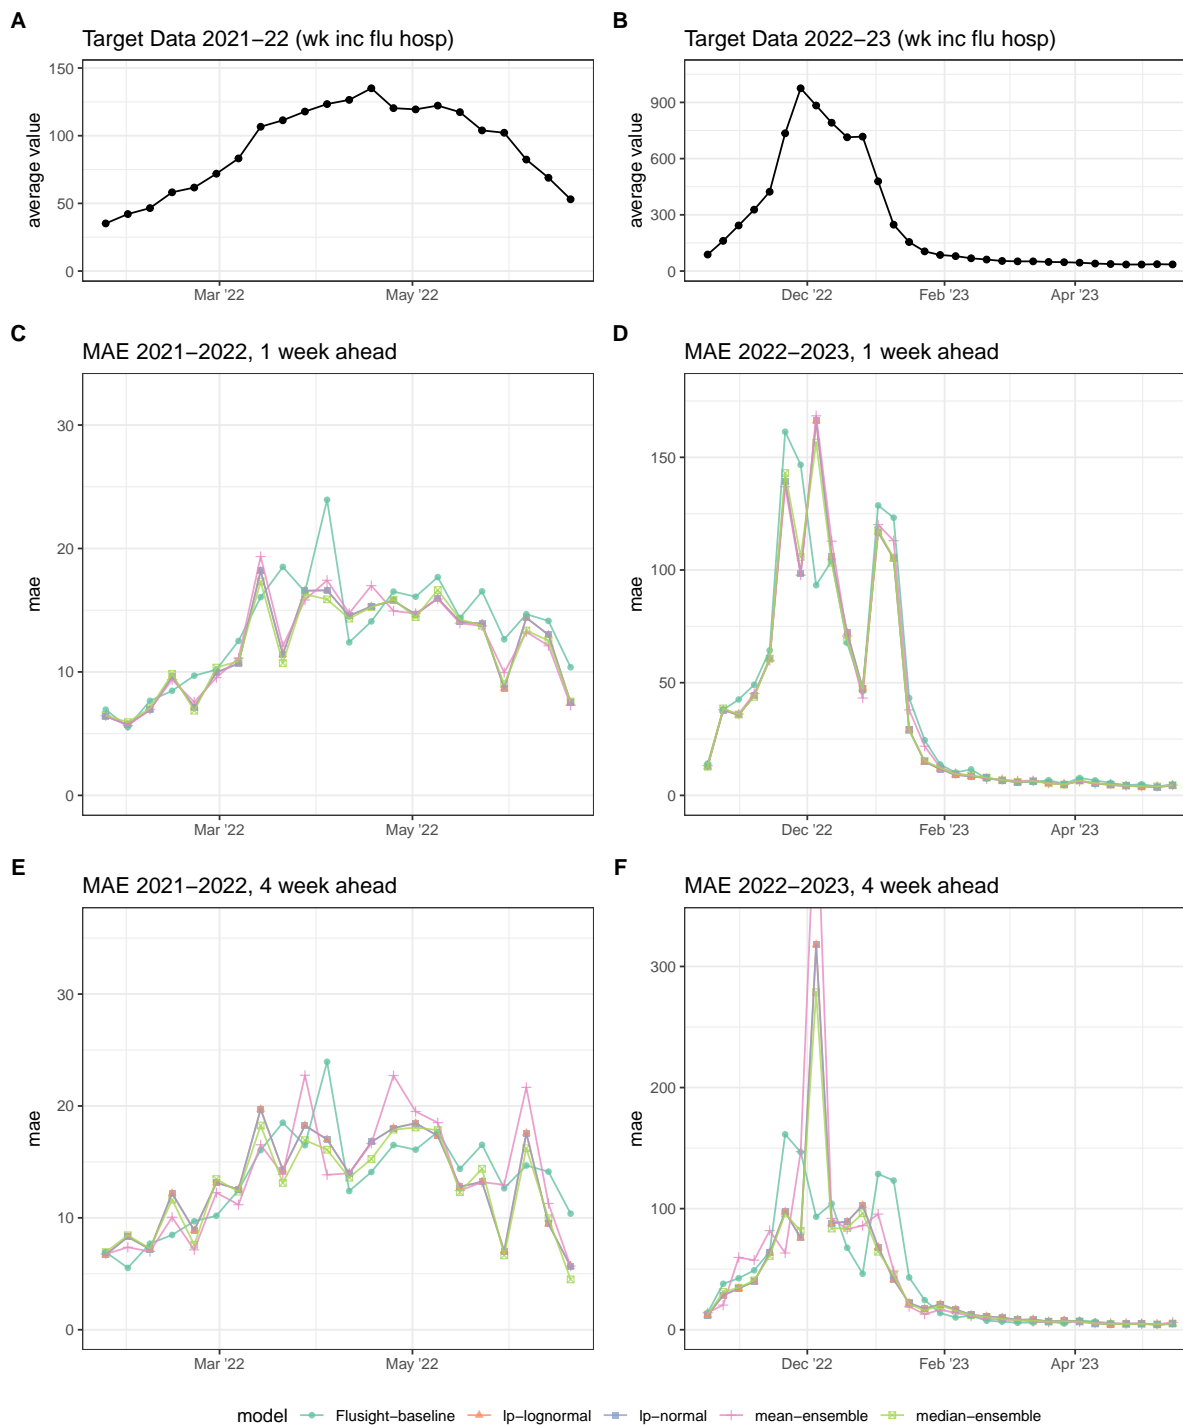 A
Target Data 2021−22 (wk inc flu hosp)
150
100
50
0
average value
Mar '22
May '22
B
Target Data 2022−23 (wk inc flu hosp)
900
600
300
0
average value
Dec '22
Feb '23
Apr '23
C
MAE 2021−2022, 1 week ahead
30
20
10
0
mae
Mar '22
May '22
D
MAE 2022−2023, 1 week ahead
150
100
50
0
mae
Dec '22
Feb '23
Apr '23
E
MAE 2021−2022, 4 week ahead
30
20
10
0
mae
Mar '22
May '22
F
MAE 2022−2023, 4 week ahead
300
200
100
0
mae
Dec '22
Feb '23
Apr '23
model Flusight−baseline lp−lognormal lp−normal mean−ensemble median−ensemble